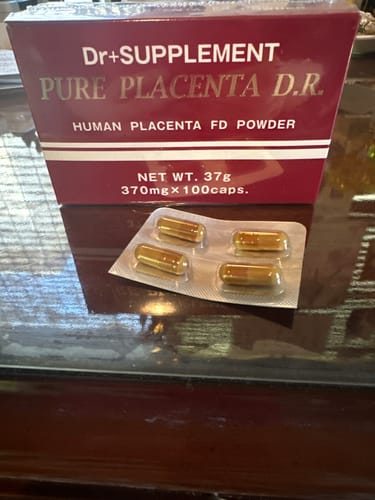 Dr+SUPPLEMENT
PURE PLACENTA D.R.
HUMAN PLACENTA FD POWDER
NET WT. 37g
370mg×100caps.